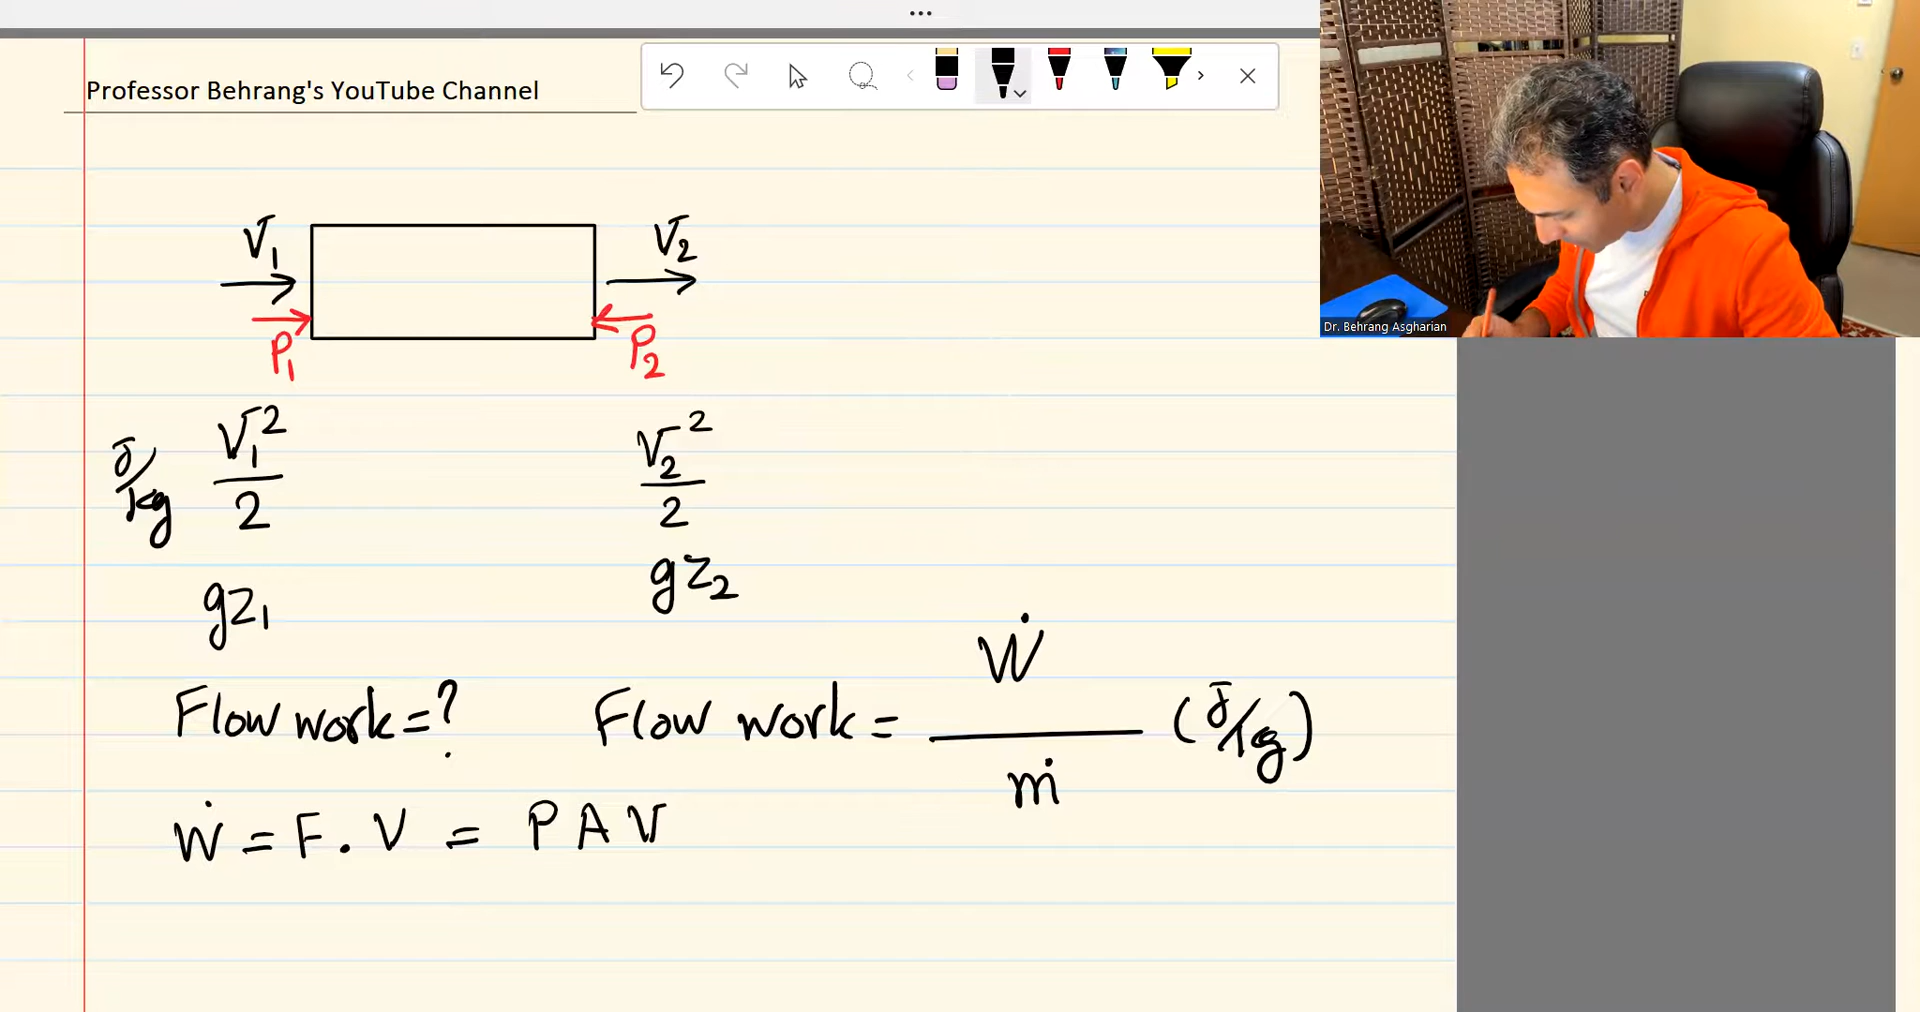 Professor Behrang's YouTube Channel
Dr. Behrang Asgharian
V₁ V₂
P₁ P₂
J/kg V₁²/2 V₂²/2
gz₁ gz₂
Flow work = ? Flow work = Ẇ/ṁ (J/kg)
Ẇ = F . V = P A V